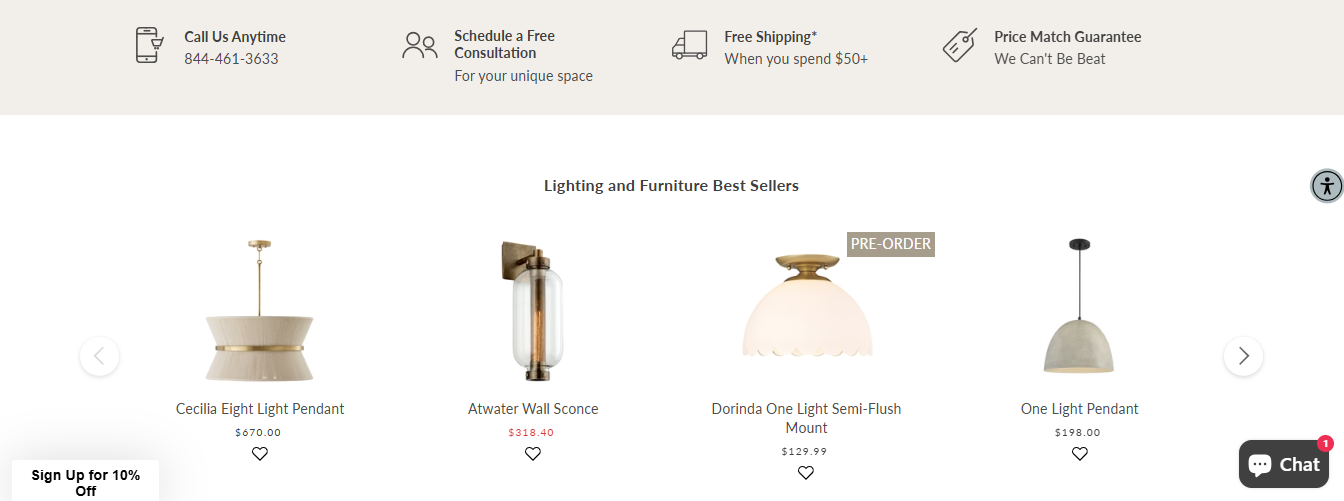 Call Us Anytime
844-461-3633
Schedule a Free
Consultation
For your unique space
Free Shipping*
When you spend $50+
Price Match Guarantee
We Can't Be Beat
Lighting and Furniture Best Sellers
PRE-ORDER
Cecilia Eight Light Pendant
$670.00
Atwater Wall Sconce
$318.40
Dorinda One Light Semi-Flush
Mount
$129.99
One Light Pendant
$198.00
Sign Up for 10%
Off
1
Chat